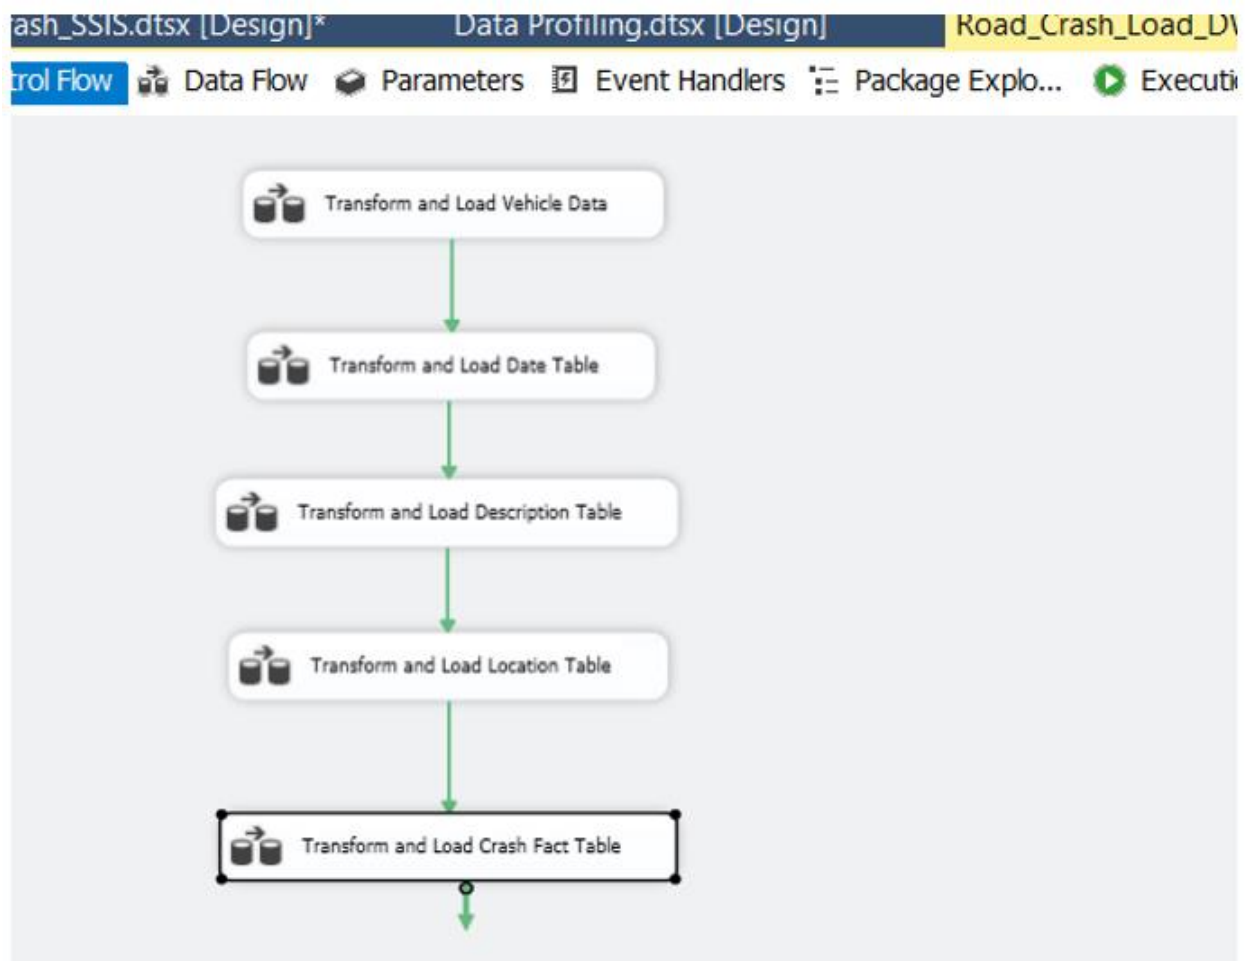 ash_SSIS.dtsx [Design]* Data Profiling.dtsx [Design] Road_Crash_Load_DW
trol Flow Data Flow Parameters Event Handlers Package Explo... Executi
Transform and Load Vehicle Data
Transform and Load Date Table
Transform and Load Description Table
Transform and Load Location Table
Transform and Load Crash Fact Table